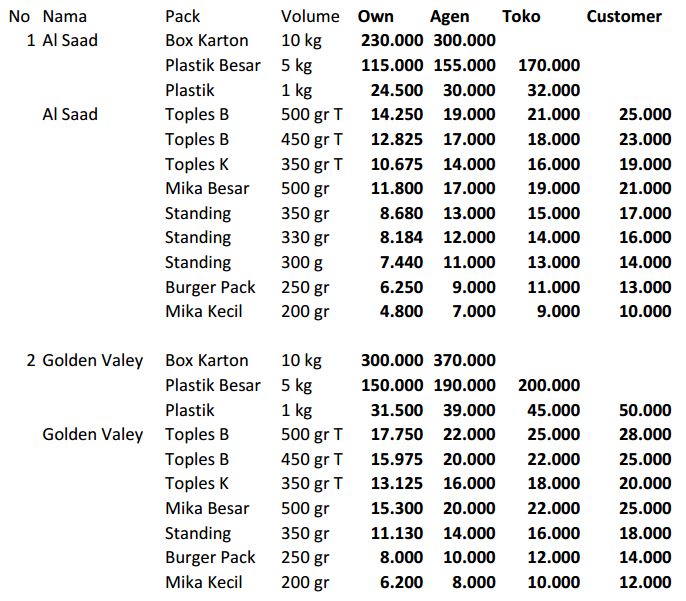 No Nama Pack Volume Own Agen Toko Customer
1 Al Saad Box Karton 10 kg 230.000 300.000
Plastik Besar 5 kg 115.000 155.000 170.000
Plastik 1 kg 24.500 30.000 32.000
Al Saad Toples B 500 gr T 14.250 19.000 21.000 25.000
Toples B 450 gr T 12.825 17.000 18.000 23.000
Toples K 350 gr T 10.675 14.000 16.000 19.000
Mika Besar 500 gr 11.800 17.000 19.000 21.000
Standing 350 gr 8.680 13.000 15.000 17.000
Standing 330 gr 8.184 12.000 14.000 16.000
Standing 300 g 7.440 11.000 13.000 14.000
Burger Pack 250 gr 6.250 9.000 11.000 13.000
Mika Kecil 200 gr 4.800 7.000 9.000 10.000
2 Golden Valey Box Karton 10 kg 300.000 370.000
Plastik Besar 5 kg 150.000 190.000 200.000
Plastik 1 kg 31.500 39.000 45.000 50.000
Golden Valey Toples B 500 gr T 17.750 22.000 25.000 28.000
Toples B 450 gr T 15.975 20.000 22.000 25.000
Toples K 350 gr T 13.125 16.000 18.000 20.000
Mika Besar 500 gr 15.300 20.000 22.000 25.000
Standing 350 gr 11.130 14.000 16.000 18.000
Burger Pack 250 gr 8.000 10.000 12.000 14.000
Mika Kecil 200 gr 6.200 8.000 10.000 12.000